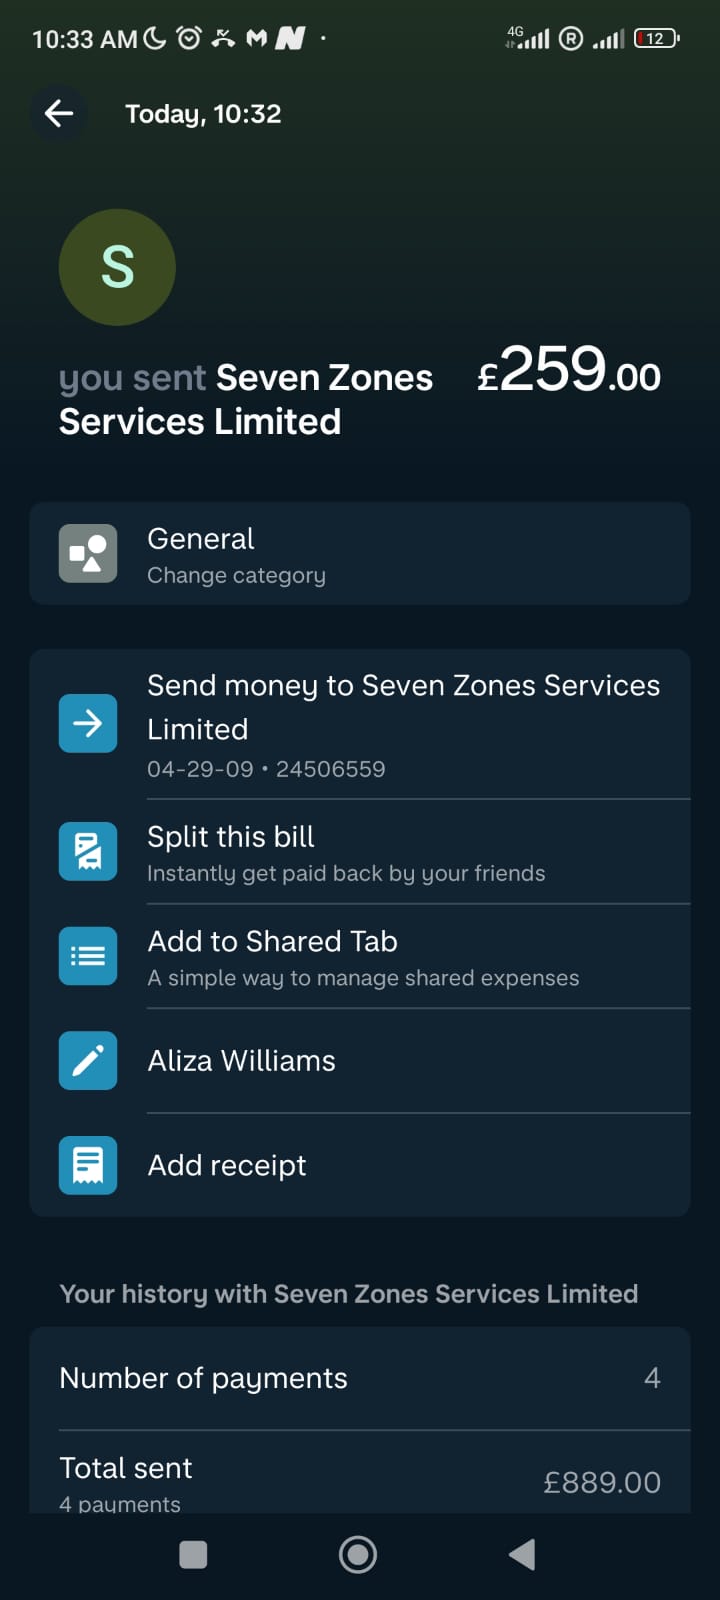 10:33 AM
4G
R
12
Today, 10:32
S
you sent Seven Zones
Services Limited
£259.00
General
Change category
Send money to Seven Zones Services
Limited
04-29-09 • 24506559
Split this bill
Instantly get paid back by your friends
Add to Shared Tab
A simple way to manage shared expenses
Aliza Williams
Add receipt
Your history with Seven Zones Services Limited
Number of payments
4
Total sent
£889.00
4 payments